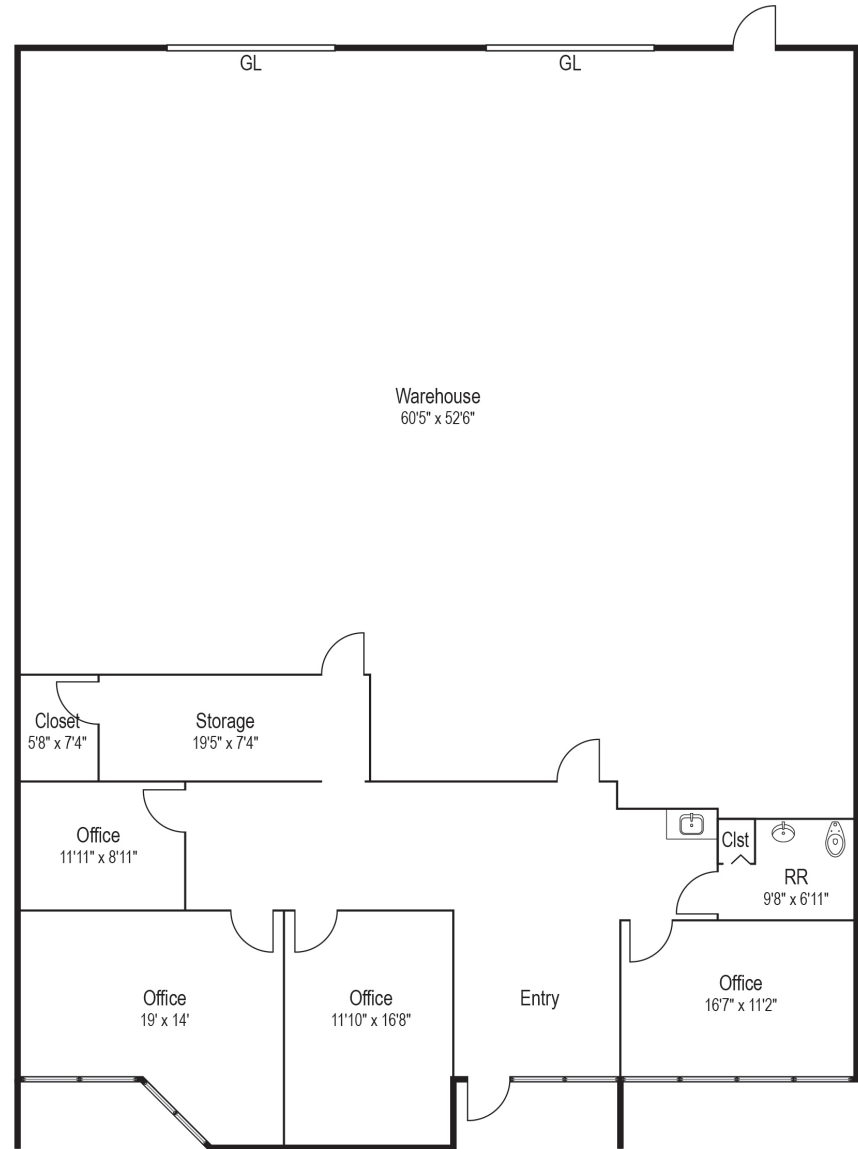 GL
GL
Warehouse
60'5" x 52'6"
Closet
5'8" x 7'4"
Storage
19'5" x 7'4"
Office
11'11" x 8'11"
Clst
RR
9'8" x 6'11"
Office
19' x 14'
Office
11'10" x 16'8"
Entry
Office
16'7" x 11'2"